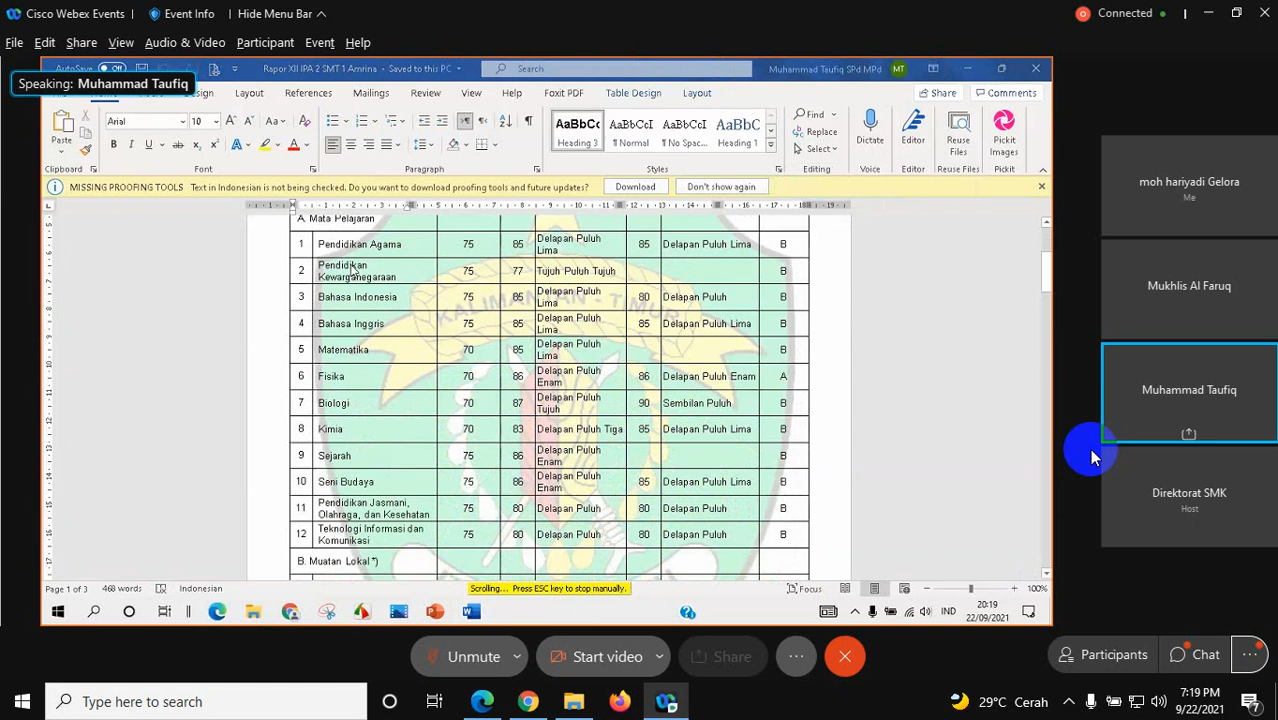 Cisco Webex Events
Event Info
Hide Menu Bar
Connected
File Edit Share View Audio & Video Participant Event Help
AutoSave Off
Rapor XII IPA 2 SMT 1 Amrina - Saved to this PC
Search
Muhammad Taufiq SPd MPd MT
Speaking: Muhammad Taufiq
Layout References Mailings Review View Help Foxit PDF Table Design Layout
Share Comments
Paste
Arial 10
Clipboard Font Paragraph
AaBbCc AaBbCcI AaBbCcI AaBbC
Heading 3 ¶ Normal ¶ No Spac... Heading 1
Styles
Find
Replace
Select
Editing
Dictate
Voice
Editor
Editor
Reuse Files
Reuse Files
Pickit Images
Pickit
MISSING PROOFING TOOLS Text in Indonesian is not being checked. Do you want to download proofing tools and future updates? Download Don't show again
KALIMANTAN - TIMUR
A. Mata Pelajaran
1 Pendidikan Agama 75 85 Delapan Puluh Lima 85 Delapan Puluh Lima B
2 Pendidikan Kewarganegaraan 75 77 Tujuh Puluh Tujuh B
3 Bahasa Indonesia 75 85 Delapan Puluh Lima 80 Delapan Puluh B
4 Bahasa Inggris 75 85 Delapan Puluh Lima 85 Delapan Puluh Lima B
5 Matematika 70 85 Delapan Puluh Lima B
6 Fisika 70 86 Delapan Puluh Enam 86 Delapan Puluh Enam A
7 Biologi 70 87 Delapan Puluh Tujuh 90 Sembilan Puluh B
8 Kimia 70 83 Delapan Puluh Tiga 85 Delapan Puluh Lima B
9 Sejarah 75 86 Delapan Puluh Enam B
10 Seni Budaya 75 86 Delapan Puluh Enam 85 Delapan Puluh Lima B
11 Pendidikan Jasmani, Olahraga, dan Kesehatan 75 80 Delapan Puluh 80 Delapan Puluh B
12 Teknologi Informasi dan Komunikasi 75 80 Delapan Puluh 80 Delapan Puluh B
B. Muatan Lokal *)
Page 1 of 3 468 words Indonesian
Scrolling... Press ESC key to stop manually.
Focus
100%
IND
20:19
22/09/2021
moh hariyadi Gelora
Me
Mukhlis Al Faruq
Muhammad Taufiq
Direktorat SMK
Host
Unmute
Start video
Share
Participants
Chat
Type here to search
29°C Cerah
7:19 PM
9/22/2021
7